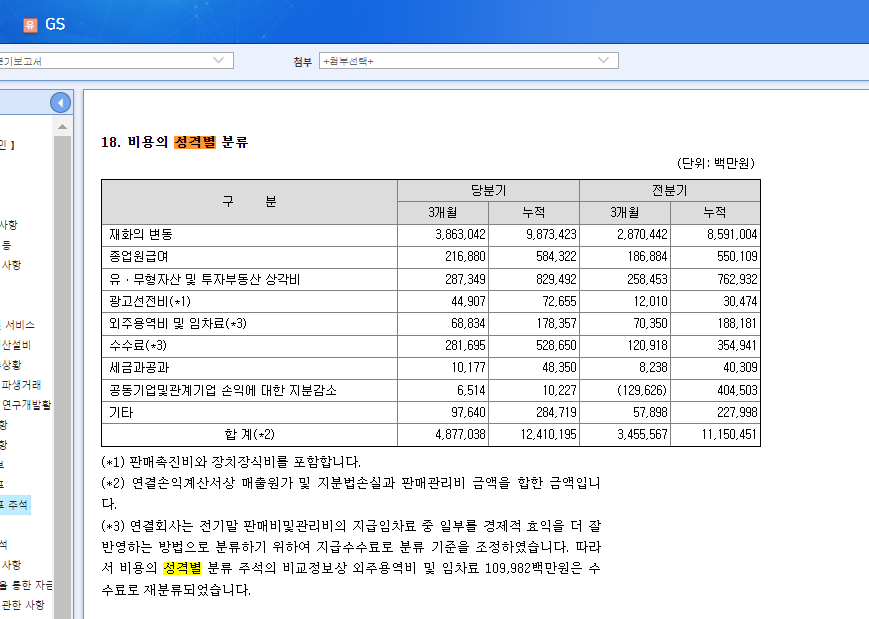 유 GS
분기보고서
첨부 +첨부선택+
인 】
사항
등
사항
서비스
산설비
상황
파생거래
연구개발활
항
항
주석
석
사항
을 통한 자금
관한 사항
18. 비용의 성격별 분류
(단위: 백만원)
구 분 당분기 전분기
3개월 누적 3개월 누적
재화의 변동 3,863,042 9,873,423 2,870,442 8,591,004
종업원급여 216,880 584,322 186,884 550,109
유ㆍ무형자산 및 투자부동산 상각비 287,349 829,492 258,453 762,932
광고선전비(*1) 44,907 72,655 12,010 30,474
외주용역비 및 임차료(*3) 68,834 178,357 70,350 188,181
수수료(*3) 281,695 528,650 120,918 354,941
세금과공과 10,177 48,350 8,238 40,309
공동기업및관계기업 손익에 대한 지분감소 6,514 10,227 (129,626) 404,503
기타 97,640 284,719 57,898 227,998
합 계(*2) 4,877,038 12,410,195 3,455,567 11,150,451
(*1) 판매촉진비와 장치장식비를 포함합니다.
(*2) 연결손익계산서상 매출원가 및 지분법손실과 판매관리비 금액을 합한 금액입니
다.
(*3) 연결회사는 전기말 판매비및관리비의 지급임차료 중 일부를 경제적 효익을 더 잘
반영하는 방법으로 분류하기 위하여 지급수수료로 분류 기준을 조정하였습니다. 따라
서 비용의 성격별 분류 주석의 비교정보상 외주용역비 및 임차료 109,982백만원은 수
수료로 재분류되었습니다.